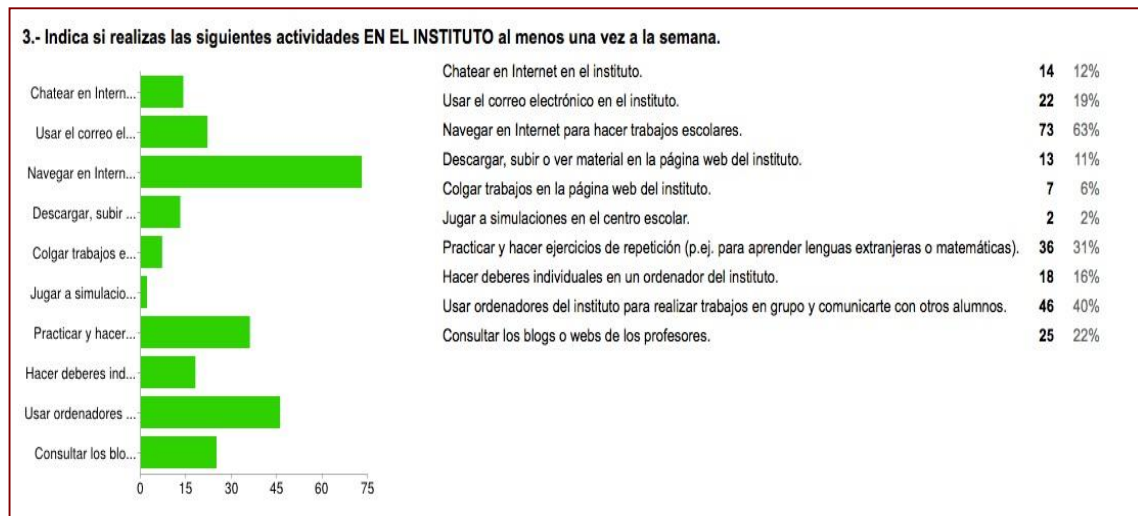 3.- Indica si realizas las siguientes actividades EN EL INSTITUTO al menos una vez a la semana.
Chatear en Intern...
Usar el correo el...
Navegar en Intern...
Descargar, subir ...
Colgar trabajos e...
Jugar a simulacio...
Practicar y hacer...
Hacer deberes ind...
Usar ordenadores ...
Consultar los blo...
0 15 30 45 60 75
Chatear en Internet en el instituto. 14 12%
Usar el correo electrónico en el instituto. 22 19%
Navegar en Internet para hacer trabajos escolares. 73 63%
Descargar, subir o ver material en la página web del instituto. 13 11%
Colgar trabajos en la página web del instituto. 7 6%
Jugar a simulaciones en el centro escolar. 2 2%
Practicar y hacer ejercicios de repetición (p.ej. para aprender lenguas extranjeras o matemáticas). 36 31%
Hacer deberes individuales en un ordenador del instituto. 18 16%
Usar ordenadores del instituto para realizar trabajos en grupo y comunicarte con otros alumnos. 46 40%
Consultar los blogs o webs de los profesores. 25 22%